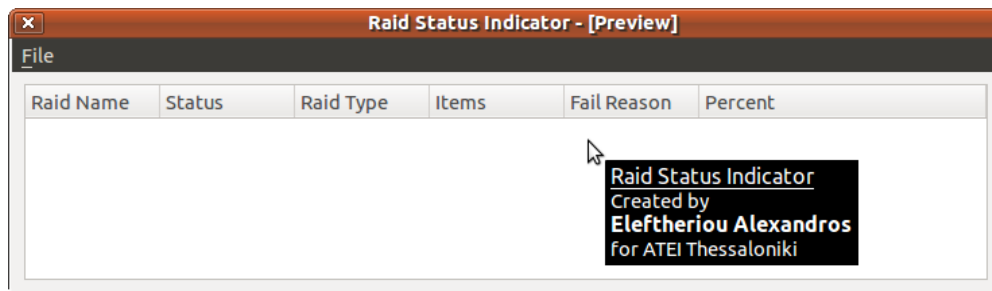 Raid Status Indicator - [Preview]
File
Raid Name Status Raid Type Items Fail Reason Percent
Raid Status Indicator
Created by
Eleftheriou Alexandros
for ATEI Thessaloniki